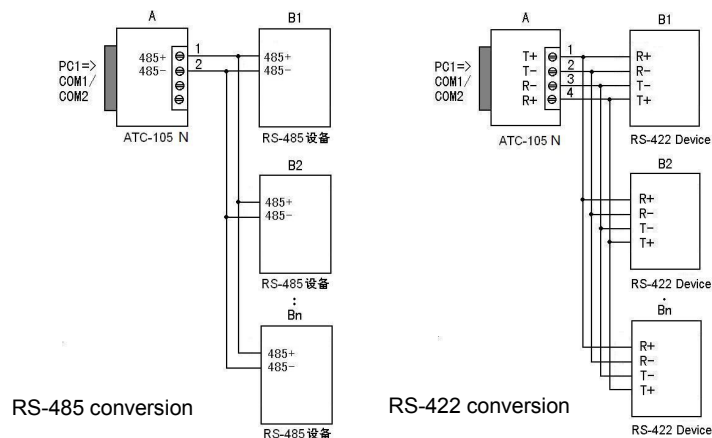 A
B1
PC1=>
COM1/
COM2
485+
485-
1
2
485+
485-
ATC-105 N
RS-485设备
B2
485+
485-
RS-485设备
:
Bn
485+
485-
RS-485设备
RS-485 conversion
A
B1
PC1=>
COM1/
COM2
T+
T-
R-
R+
1
2
3
4
R+
R-
T-
T+
ATC-105 N
RS-422 Device
B2
R+
R-
T-
T+
RS-422 Device
.
Bn
R+
R-
T-
T+
RS-422 Device
RS-422 conversion